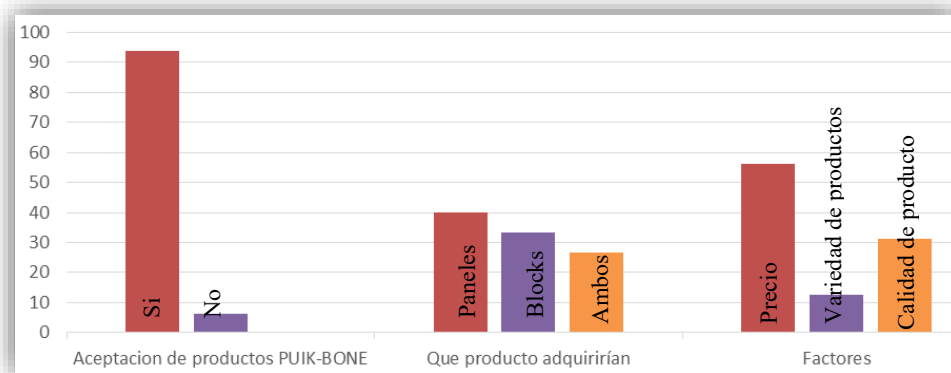 100
90
80
70
60
50
40
30
20
10
0
Si
No
Paneles
Blocks
Ambos
Precio
Variedad de productos
Calidad de producto
Aceptacion de productos PUIK-BONE
Que producto adquirirían
Factores